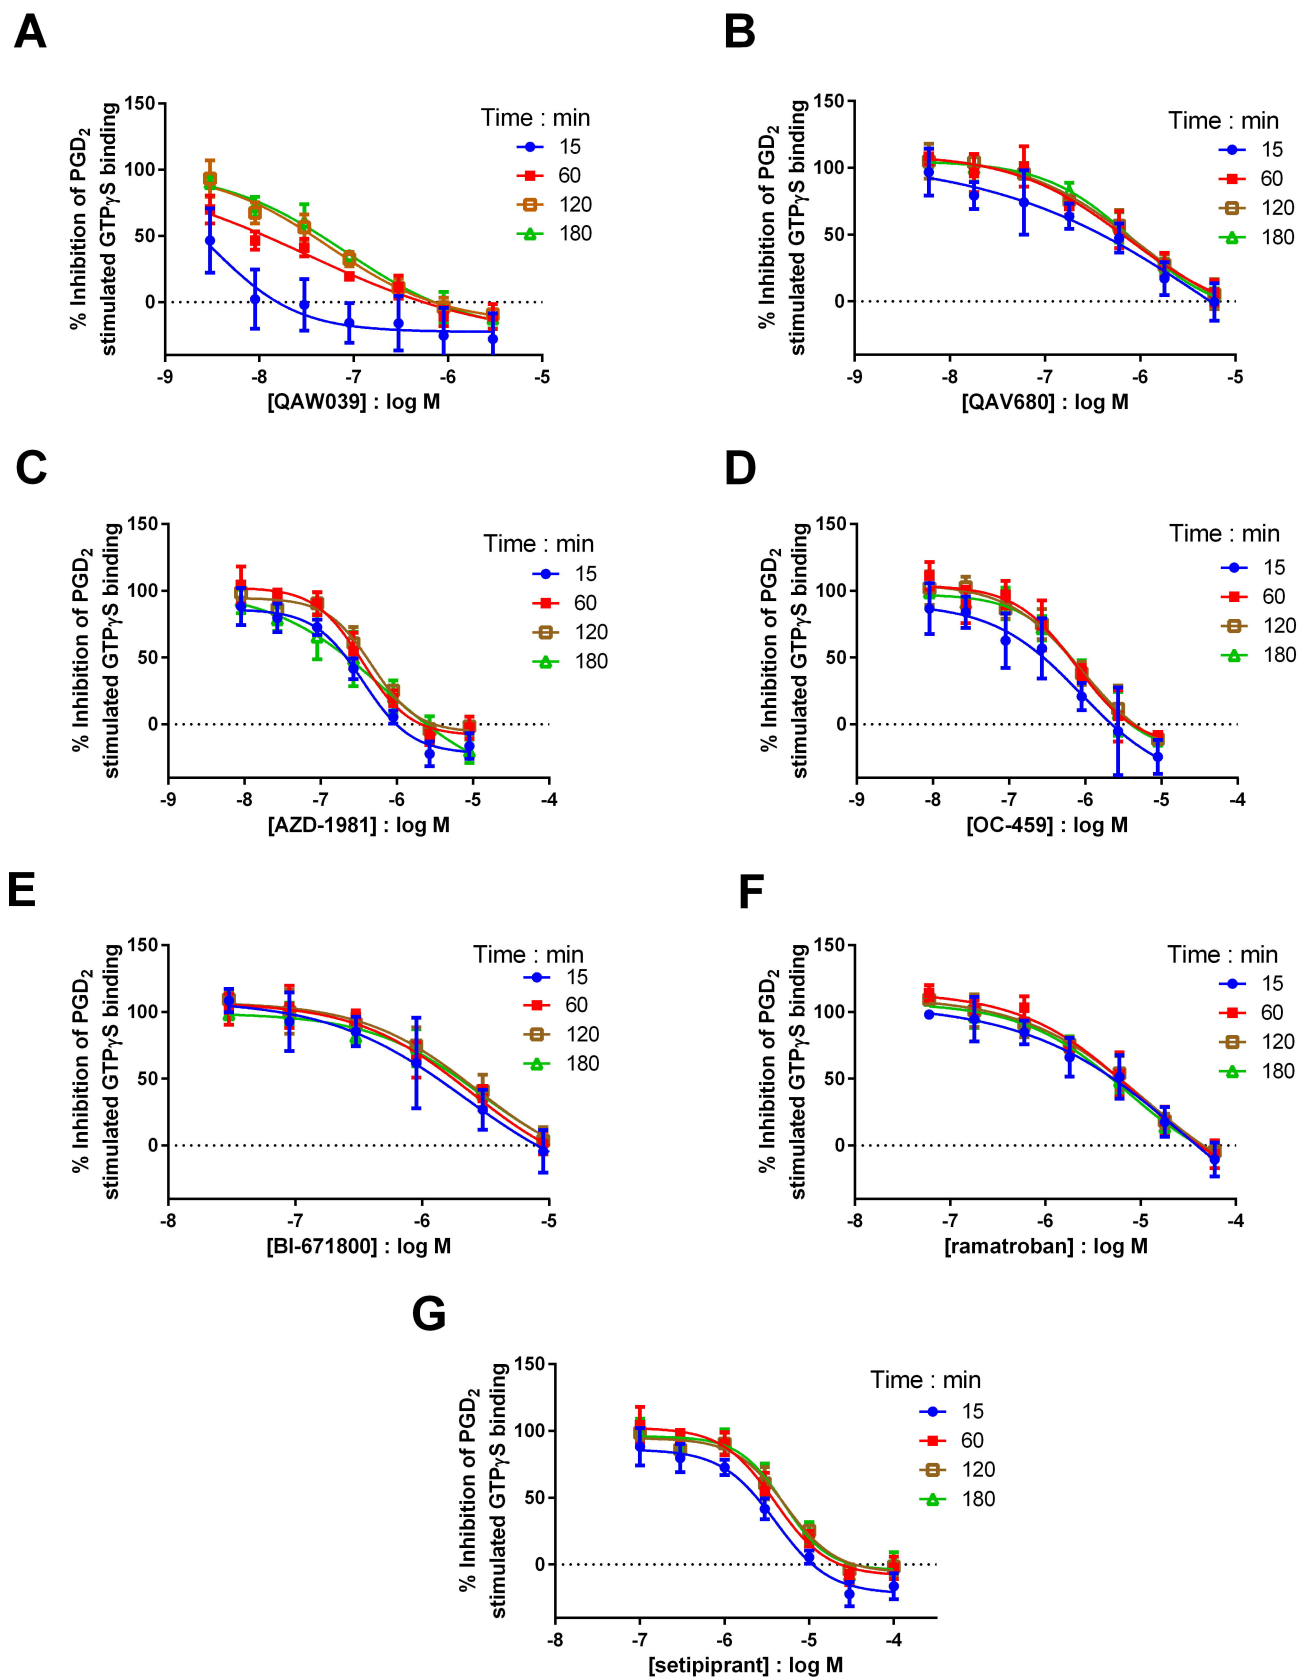 A
% Inhibition of PGD2
stimulated GTPγS binding
150
100
50
0
-9
-8
-7
-6
-5
[QAW039] : log M
Time : min
15
60
120
180
B
% Inhibition of PGD2
stimulated GTPγS binding
150
100
50
0
-9
-8
-7
-6
-5
[QAV680] : log M
Time : min
15
60
120
180
C
% Inhibition of PGD2
stimulated GTPγS binding
150
100
50
0
-9
-8
-7
-6
-5
-4
[AZD-1981] : log M
Time : min
15
60
120
180
D
% Inhibition of PGD2
stimulated GTPγS binding
150
100
50
0
-9
-8
-7
-6
-5
-4
[OC-459] : log M
Time : min
15
60
120
180
E
% Inhibition of PGD2
stimulated GTPγS binding
150
100
50
0
-8
-7
-6
-5
[BI-671800] : log M
Time : min
15
60
120
180
F
% Inhibition of PGD2
stimulated GTPγS binding
150
100
50
0
-8
-7
-6
-5
-4
[ramatroban] : log M
Time : min
15
60
120
180
G
% Inhibition of PGD2
stimulated GTPγS binding
150
100
50
0
-8
-7
-6
-5
-4
[setipiprant] : log M
Time : min
15
60
120
180